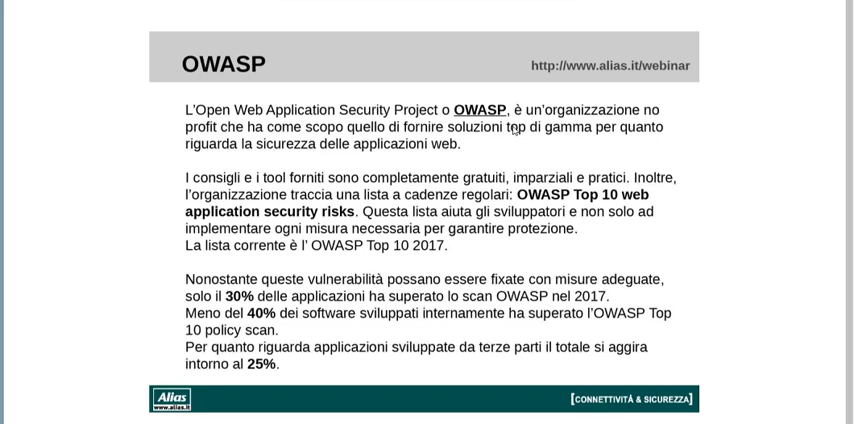 OWASP
http://www.alias.it/webinar
L'Open Web Application Security Project o OWASP, è un'organizzazione no
profit che ha come scopo quello di fornire soluzioni top di gamma per quanto
riguarda la sicurezza delle applicazioni web.
I consigli e i tool forniti sono completamente gratuiti, imparziali e pratici. Inoltre,
l'organizzazione traccia una lista a cadenze regolari: OWASP Top 10 web
application security risks. Questa lista aiuta gli sviluppatori e non solo ad
implementare ogni misura necessaria per garantire protezione.
La lista corrente è l' OWASP Top 10 2017.
Nonostante queste vulnerabilità possano essere fixate con misure adeguate,
solo il 30% delle applicazioni ha superato lo scan OWASP nel 2017.
Meno del 40% dei software sviluppati internamente ha superato l'OWASP Top
10 policy scan.
Per quanto riguarda applicazioni sviluppate da terze parti il totale si aggira
intorno al 25%.
Alias
www.alias.it
[CONNETTIVITÁ & SICUREZZA]